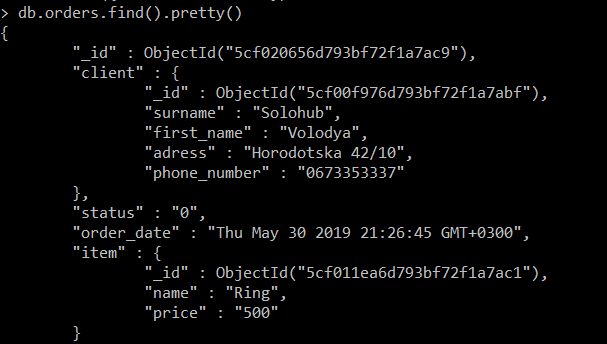 > db.orders.find().pretty()
{
        "_id" : ObjectId("5cf020656d793bf72f1a7ac9"),
        "client" : {
                "_id" : ObjectId("5cf00f976d793bf72f1a7abf"),
                "surname" : "Solohub",
                "first_name" : "Volodya",
                "adress" : "Horodotska 42/10",
                "phone_number" : "0673353337"
        },
        "status" : "0",
        "order_date" : "Thu May 30 2019 21:26:45 GMT+0300",
        "item" : {
                "_id" : ObjectId("5cf011ea6d793bf72f1a7ac1"),
                "name" : "Ring",
                "price" : "500"
        }